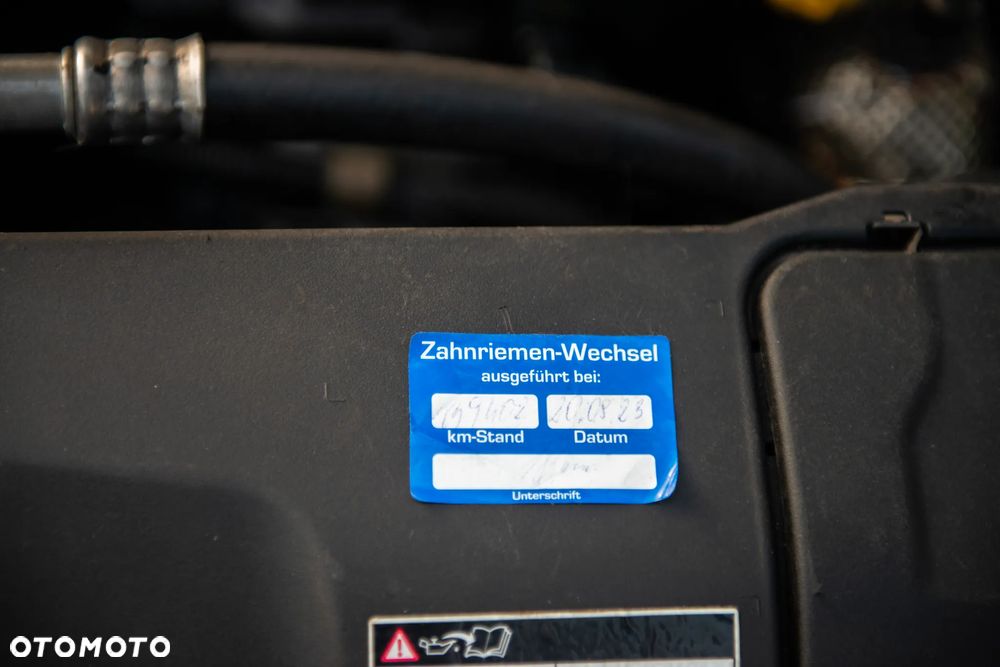 Zahnriemen-Wechsel
ausgeführt bei:
20.08.23
km-Stand Datum
Unterschrift
OTOMOTO